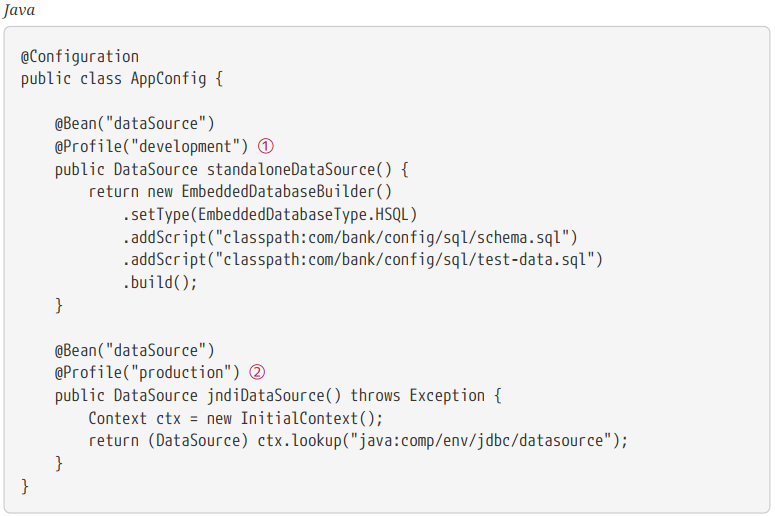 Java
@Configuration
public class AppConfig {
@Bean("dataSource")
@Profile("development") ①
public DataSource standaloneDataSource() {
return new EmbeddedDatabaseBuilder()
.setType(EmbeddedDatabaseType.HSQL)
.addScript("classpath:com/bank/config/sql/schema.sql")
.addScript("classpath:com/bank/config/sql/test-data.sql")
.build();
}
@Bean("dataSource")
@Profile("production") ②
public DataSource jndiDataSource() throws Exception {
Context ctx = new InitialContext();
return (DataSource) ctx.lookup("java:comp/env/jdbc/datasource");
}
}